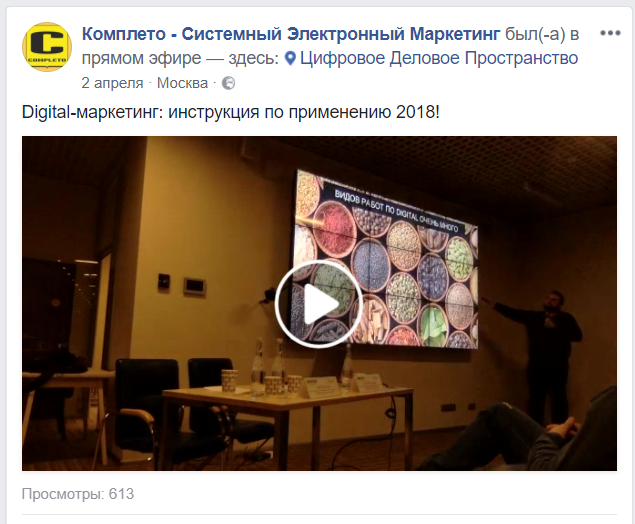 Комплето - Системный Электронный Маркетинг был(-а) в
прямом эфире — здесь: Цифровое Деловое Пространство
2 апреля · Москва ·
C
COMPLETO
Digital-маркетинг: инструкция по применению 2018!
ВИДОВ РАБОТ ПО DIGITAL ОЧЕНЬ МНОГО
Просмотры: 613